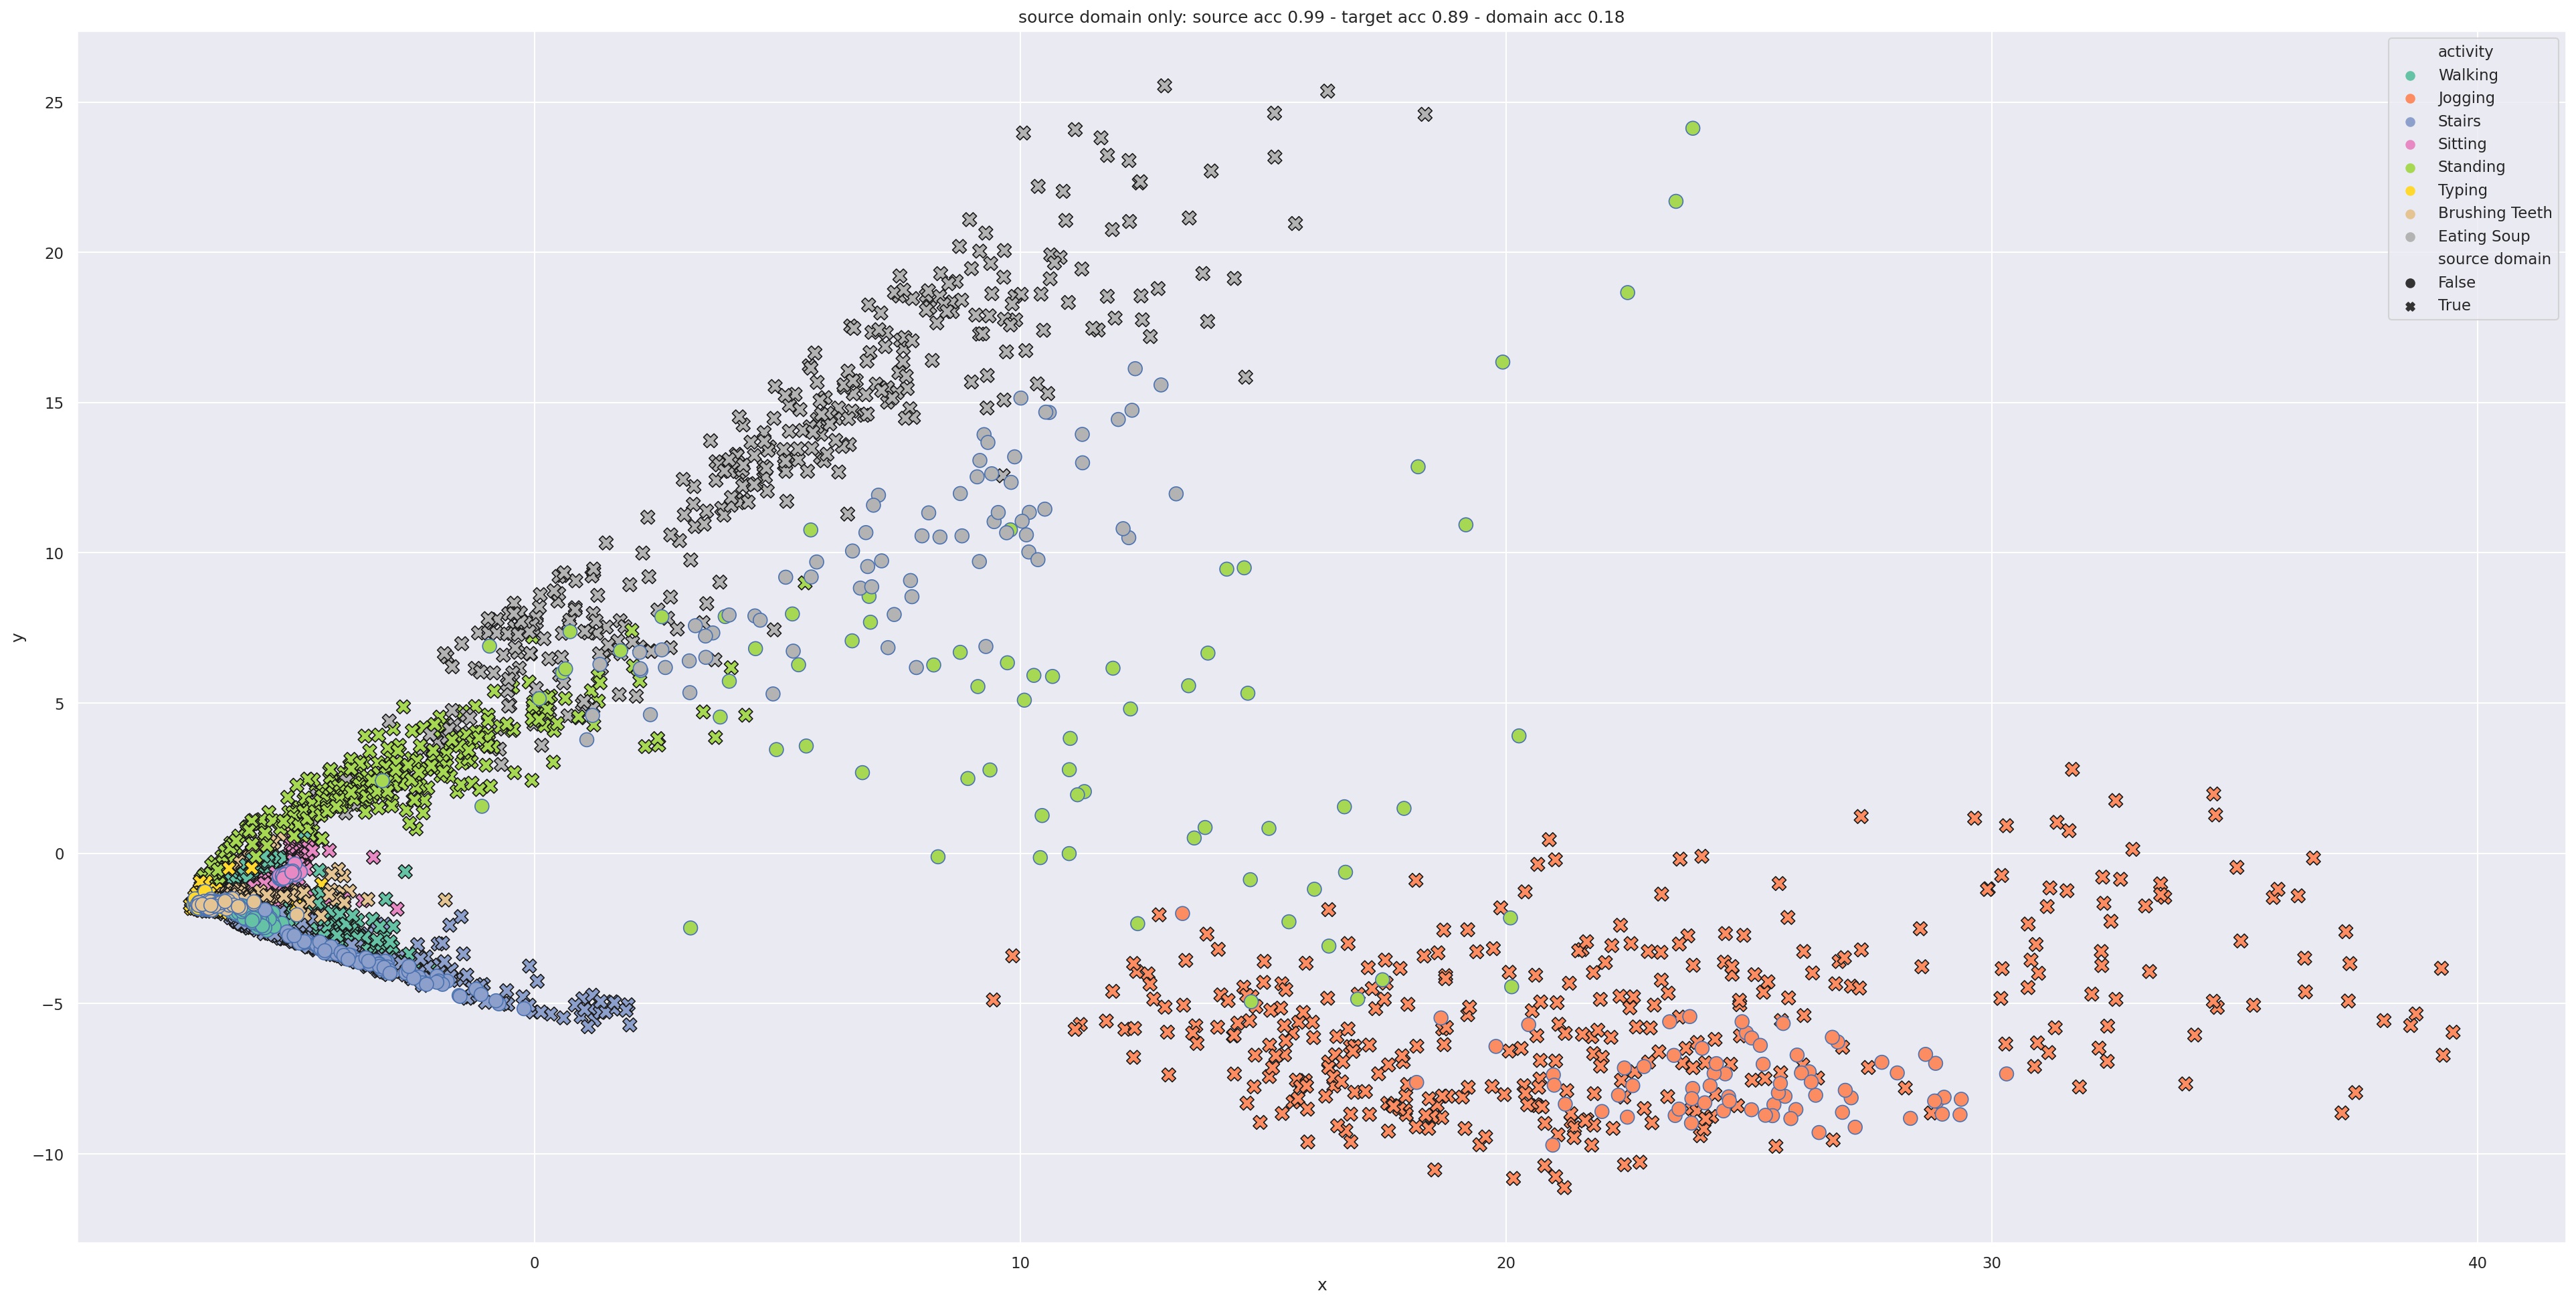 source domain only: source acc 0.99 - target acc 0.89 - domain acc 0.18
activity
Walking
Jogging
Stairs
Sitting
Standing
Typing
Brushing Teeth
Eating Soup
source domain
False
True
25
20
15
10
5
0
−5
−10
y
0
10
20
30
40
x